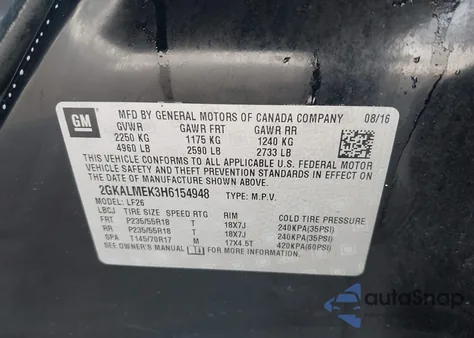 GM
MFD BY GENERAL MOTORS OF CANADA COMPANY 08/16
GVWR GAWR FRT GAWR RR
2250 KG 1175 KG 1240 KG
4960 LB 2590 LB 2733 LB
THIS VEHICLE CONFORMS TO ALL APPLICABLE U.S. FEDERAL MOTOR
VEHICLE SAFETY AND THEFT PREVENTION STANDARDS IN EFFECT ON
THE DATE OF MANUFACTURE SHOWN ABOVE.
2GKALMEK3H6154948 TYPE: M.P.V.
MODEL: LF26
LBCJ TIRE SIZE SPEED RTG RIM COLD TIRE PRESSURE
FRT P235/55R18 T 18X7J 240KPA(35PSI)
RR P235/55R18 T 18X7J 240KPA(35PSI)
SPA T145/70R17 M 17X4.5T 420KPA(60PSI)
SEE OWNER'S MANUAL FOR ADDITIONAL INFORMATION.
autoSnap